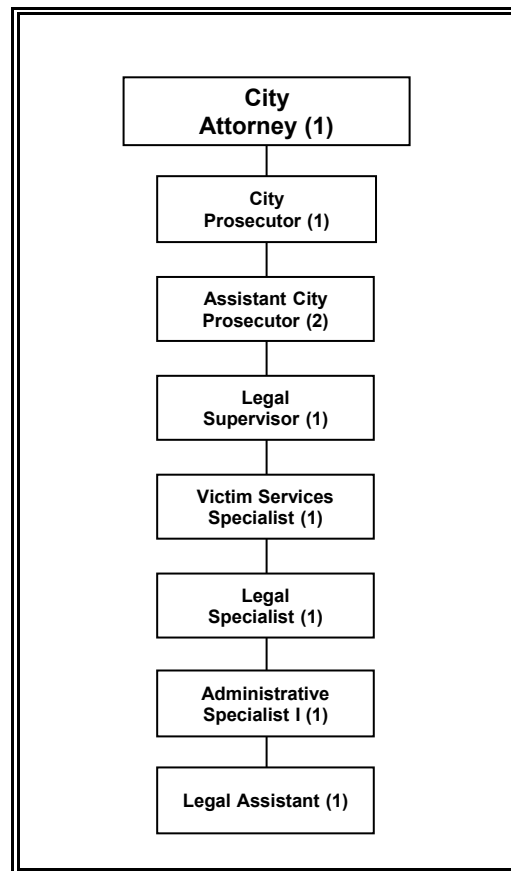 City
Attorney (1)
City
Prosecutor (1)
Assistant City
Prosecutor (2)
Legal
Supervisor (1)
Victim Services
Specialist (1)
Legal
Specialist (1)
Administrative
Specialist I (1)
Legal Assistant (1)